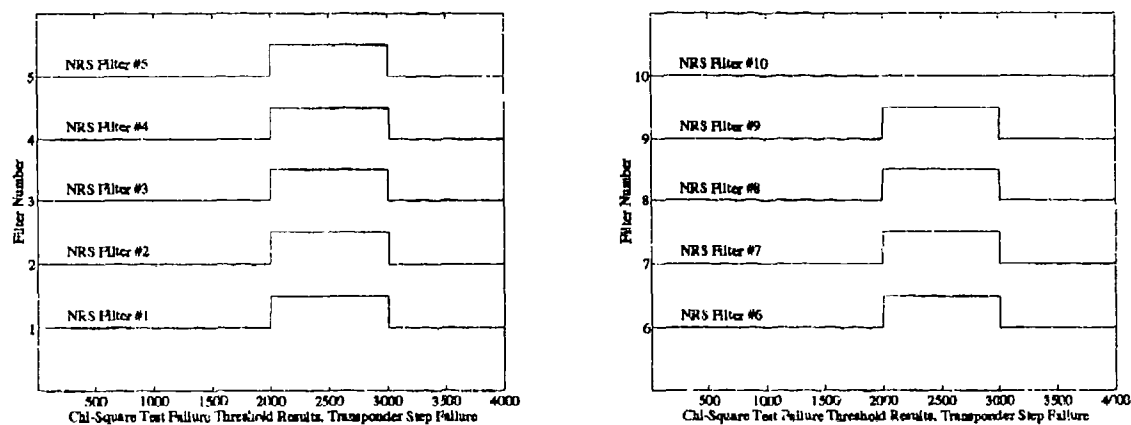 NRS Filter #5
5
NRS Filter #4
4
NRS Filter #3
3
NRS Filter #2
2
NRS Filter #1
1
Filter Number
500 1000 1500 2000 2500 3000 3500 4000
Chi-Square Test Failure Threshold Results, Transponder Step Failure
NRS Filter #10
10
NRS Filter #9
9
NRS Filter #8
8
NRS Filter #7
7
NRS Filter #6
6
Filter Number
500 1000 1500 2000 2500 3000 3500 4000
Chi-Square Test Failure Threshold Results, Transponder Step Failure